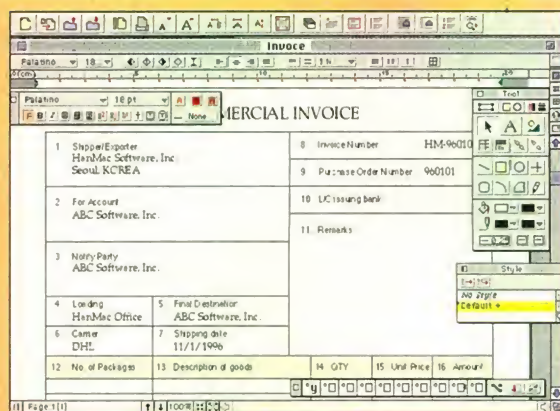 Invoce
Palatino 18
Palatino 18 pt
None
MERCIAL INVOICE
Tool
1 Shipper/Exporter
HanMac Software, Inc.
Seoul KOREA
8 Invoice Number HM-96010
9 Purchase Order Number 960101
2 For Account
ABC Software, Inc.
10 L/C issuing bank
11 Remarks
3 Notify Party
ABC Software, Inc.
Style
No Style
Default
4 Loading
HanMac Office
5 Final Destination
ABC Software, Inc.
6 Carrier
DHL
7 Shipping date
11/1/1996
12 No. of Packages 13 Description of goods 14 QTY 15 Unit Price 16 Amount
Page:1[1] 100%